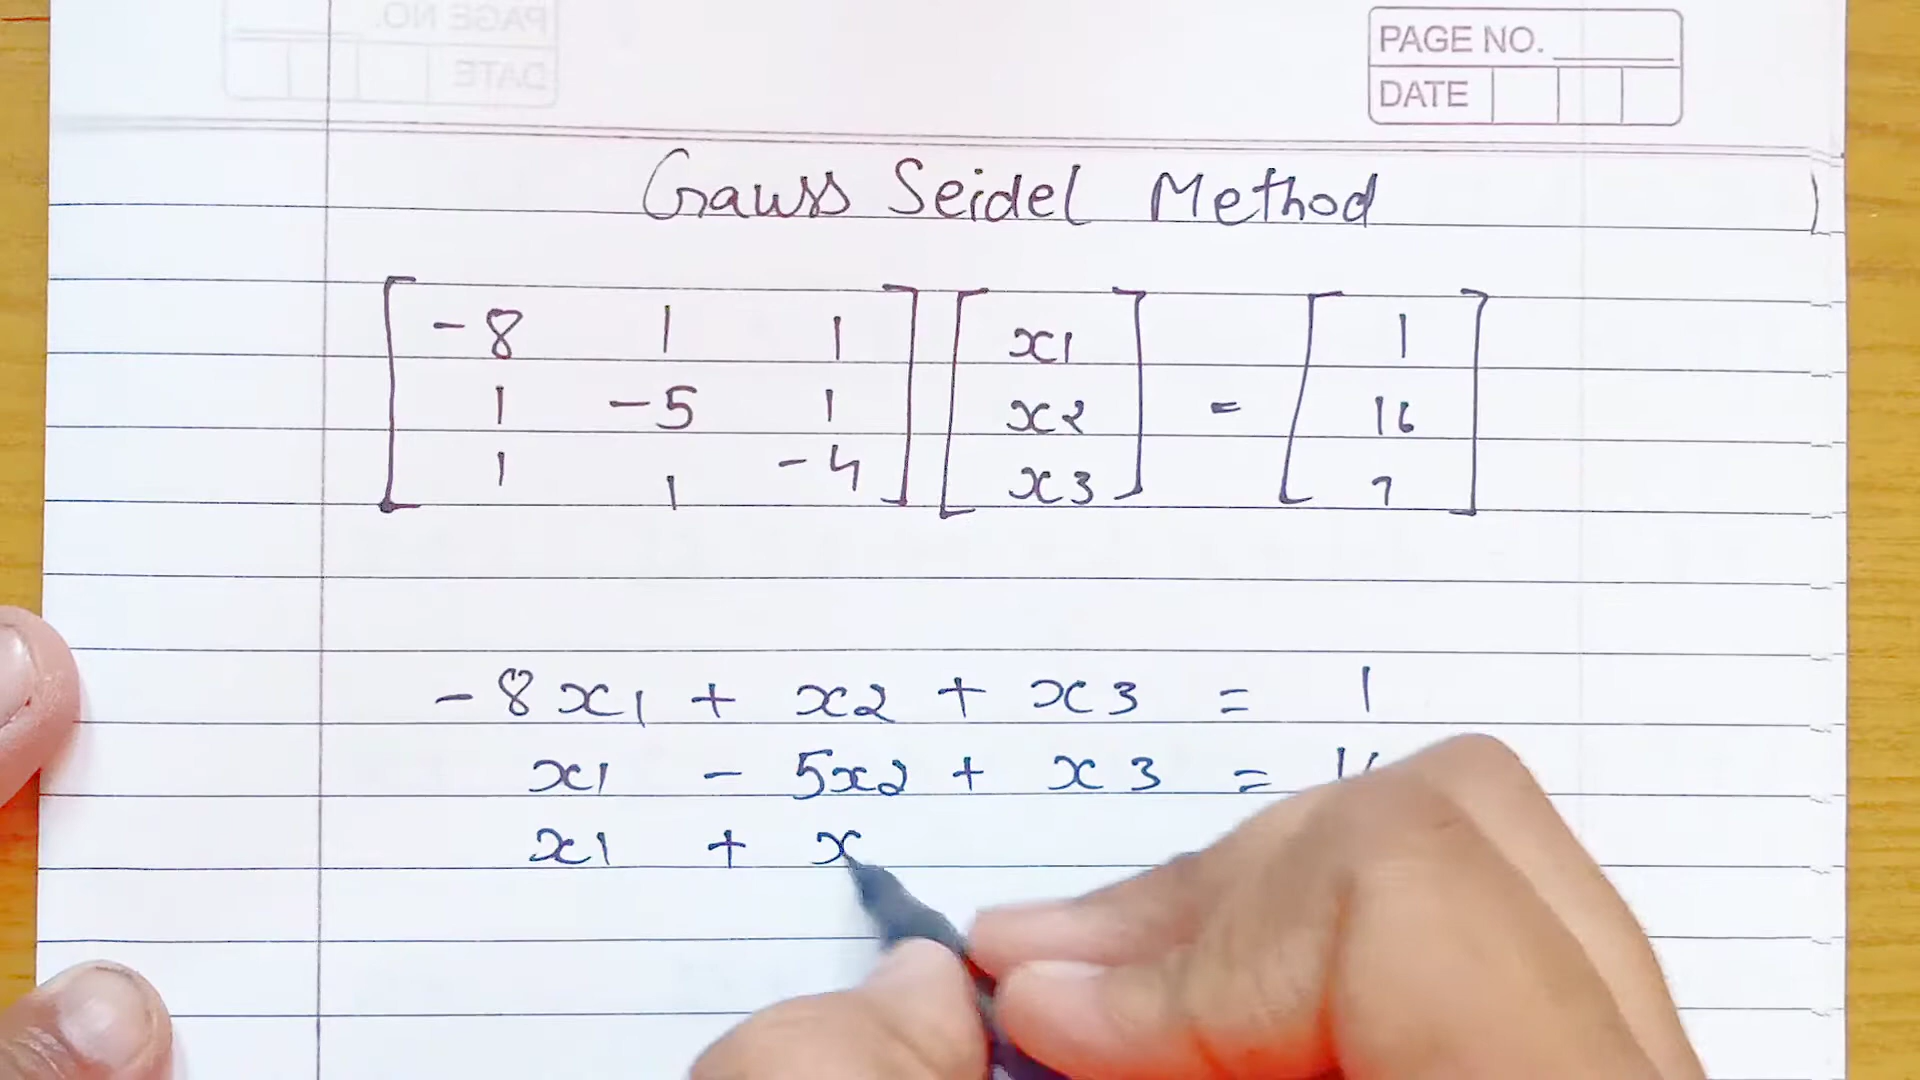 PAGE NO.
DATE
Gauss Seidel Method
-8 1 1 x1 1
1 -5 1 x2 = 16
1 1 -4 x3 7
-8x1 + x2 + x3 = 1
x1 - 5x2 + x3 =
x1 + x